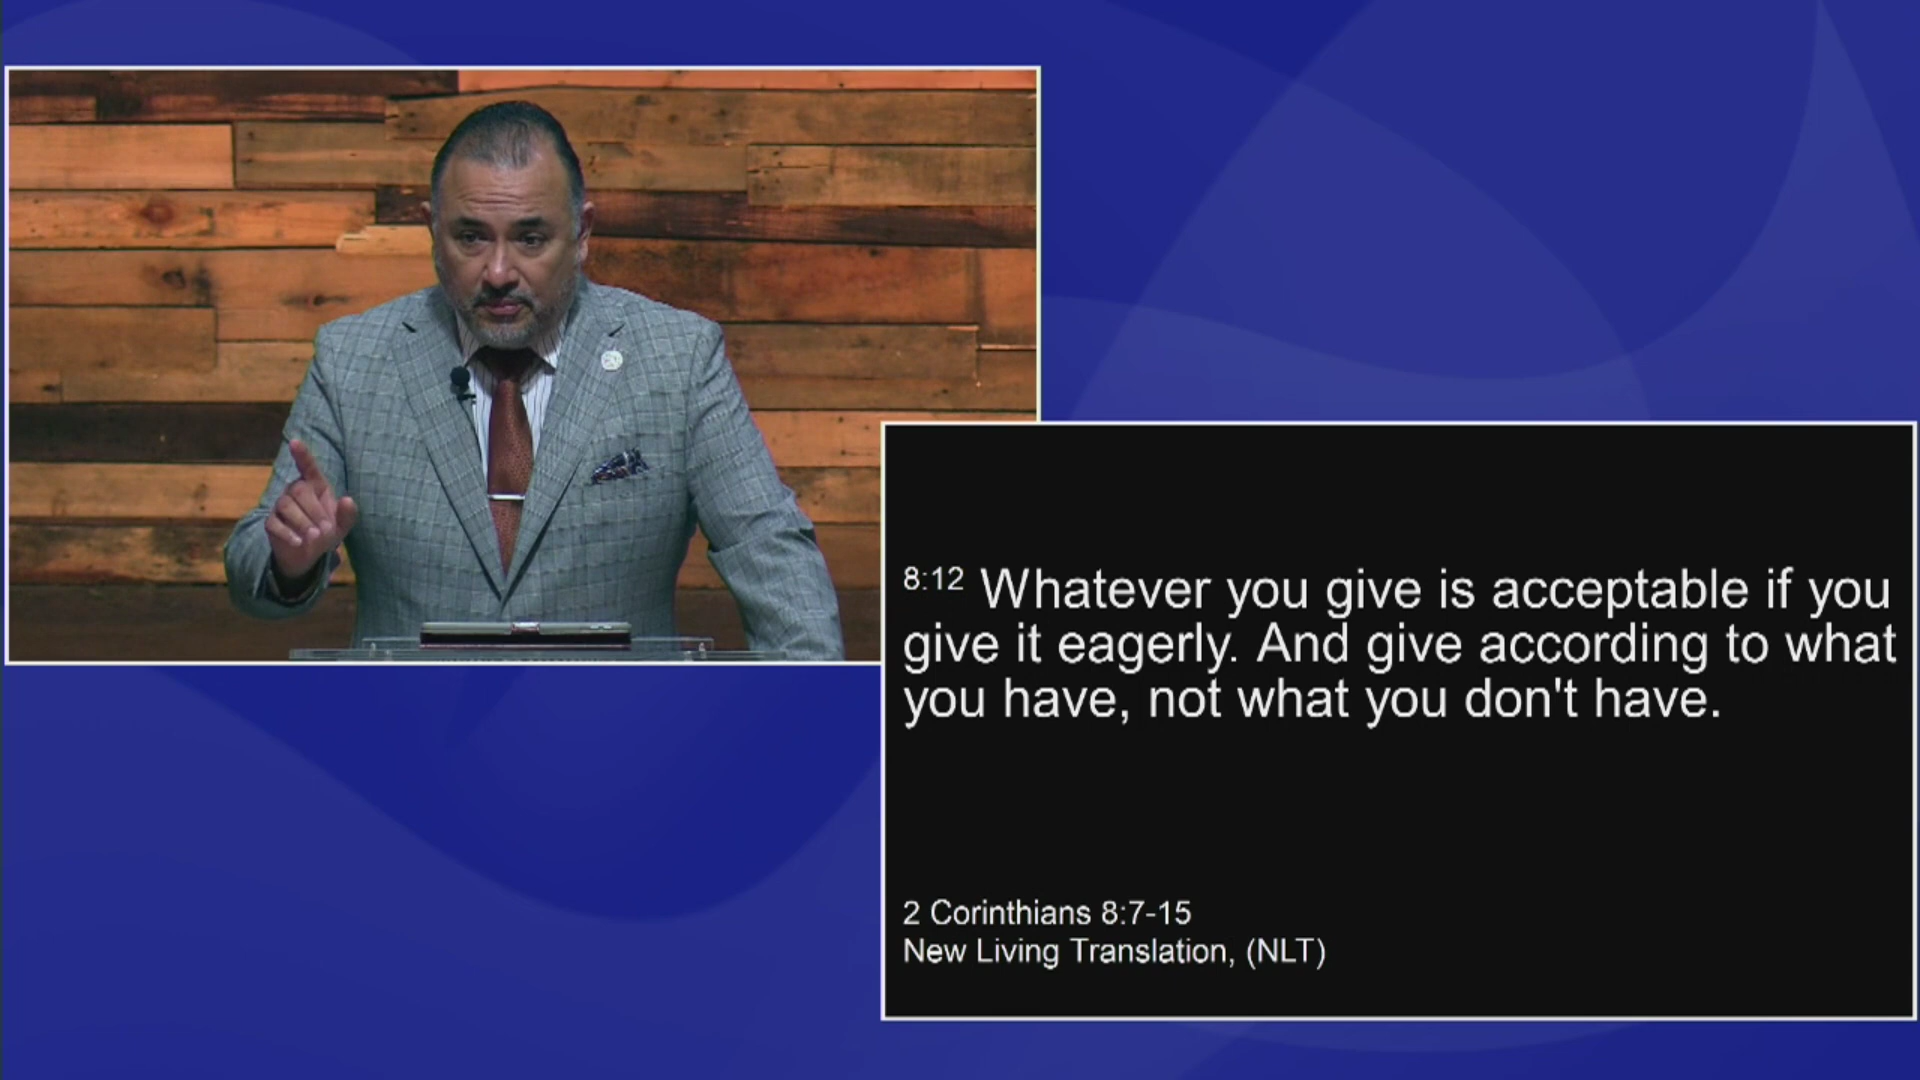 8:12 Whatever you give is acceptable if you
give it eagerly. And give according to what
you have, not what you don't have.
2 Corinthians 8:7-15
New Living Translation, (NLT)